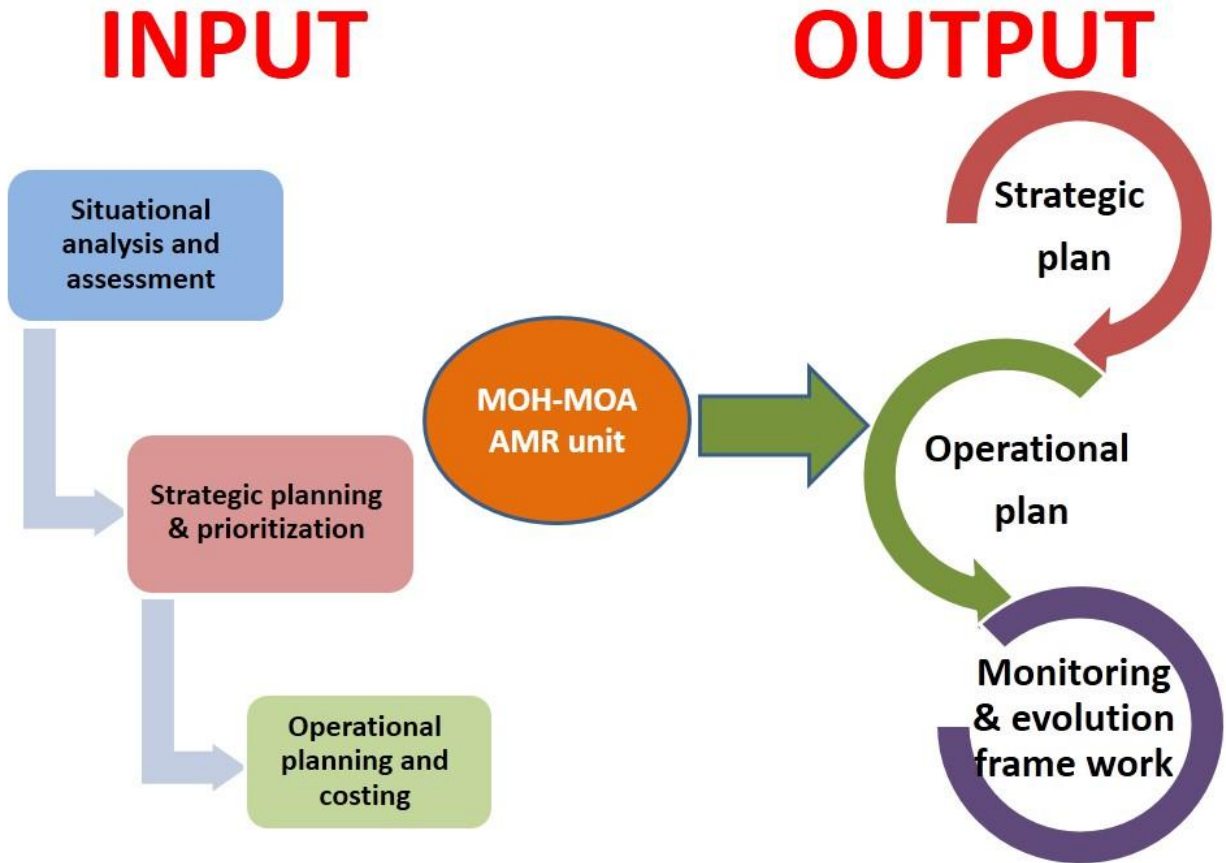 INPUT
OUTPUT
Situational
analysis and
assessment
Strategic planning
& prioritization
Operational
planning and
costing
MOH-MOA
AMR unit
Strategic
plan
Operational
plan
Monitoring
& evolution
frame work